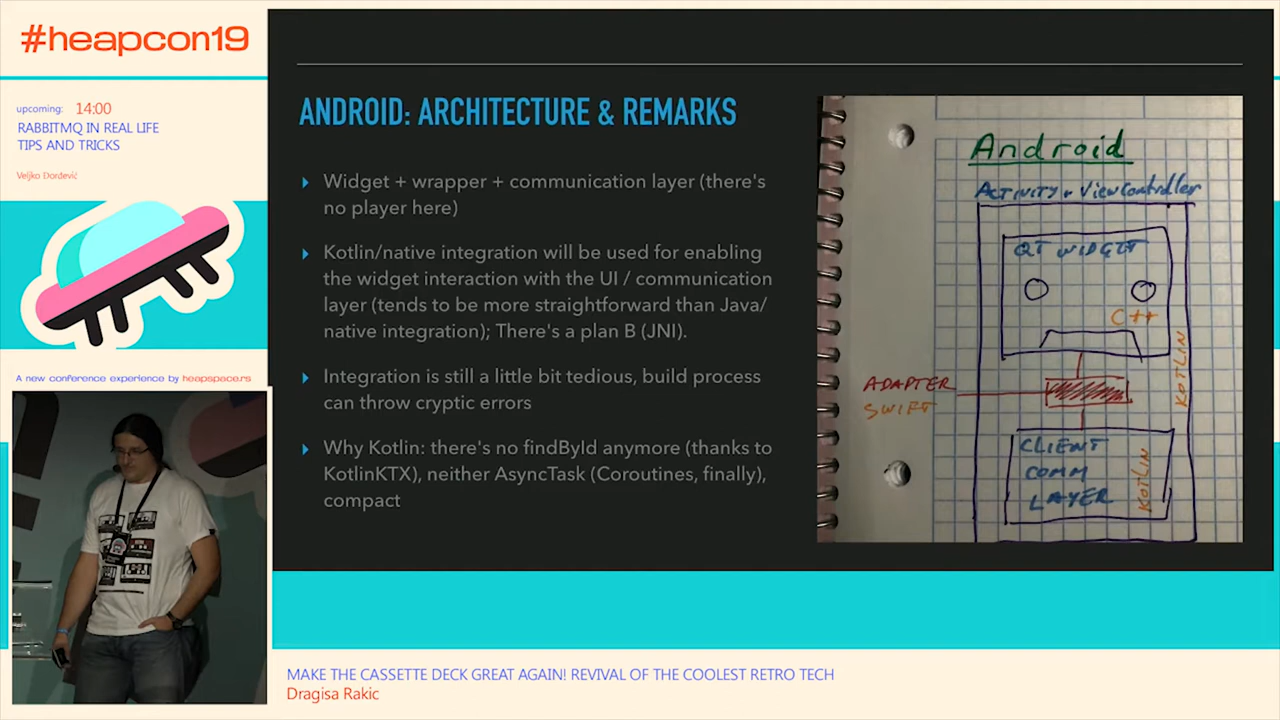 #heapcon19
upcoming: 14:00
RABBITMQ IN REAL LIFE
TIPS AND TRICKS
Veljko Đorđević
A new conference experience by heapspace.rs
ANDROID: ARCHITECTURE & REMARKS
Widget + wrapper + communication layer (there's
no player here)
Kotlin/native integration will be used for enabling
the widget interaction with the UI / communication
layer (tends to be more straightforward than Java/
native integration); There's a plan B (JNI).
Integration is still a little bit tedious, build process
can throw cryptic errors
Why Kotlin: there's no findById anymore (thanks to
KotlinKTX), neither AsyncTask (Coroutines, finally),
compact
Android
ACTIVITY + ViewController
QT WIDGET
C++
KOTLIN
ADAPTER
SWIFT
CLIENT
COMM
LAYER
KOTLIN
MAKE THE CASSETTE DECK GREAT AGAIN! REVIVAL OF THE COOLEST RETRO TECH
Dragisa Rakic